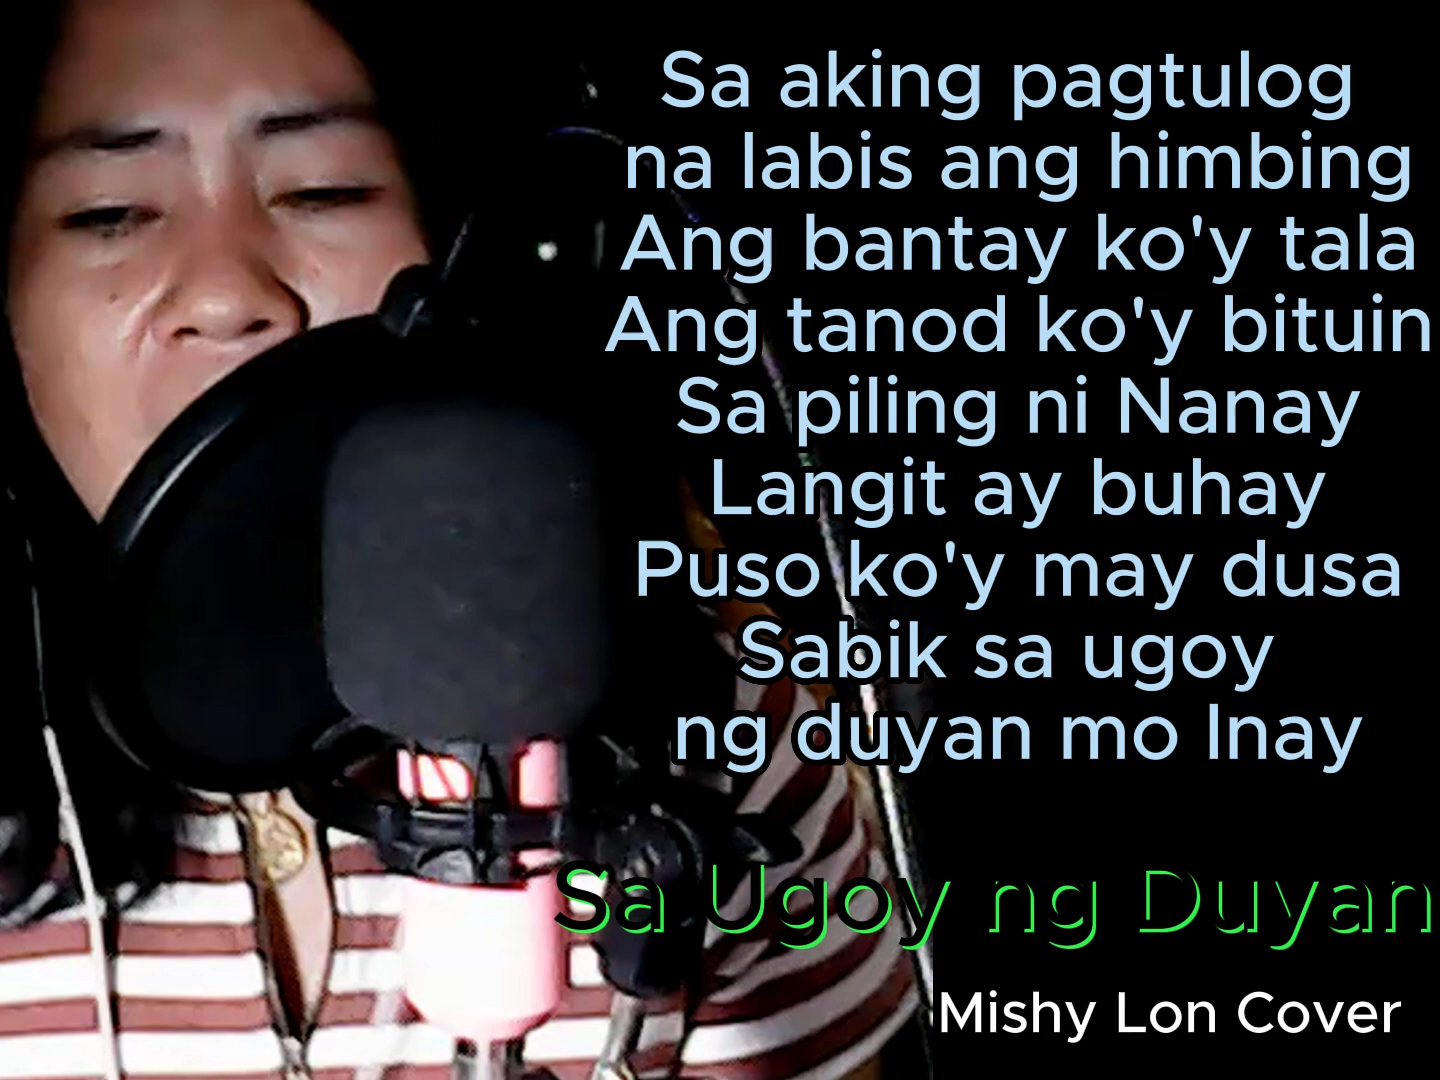 Sa aking pagtulog
na labis ang himbing
Ang bantay ko'y tala
Ang tanod ko'y bituin
Sa piling ni Nanay
Langit ay buhay
Puso ko'y may dusa
Sabik sa ugoy
ng duyan mo Inay
Sa Ugoy ng Duyan
Mishy Lon Cover